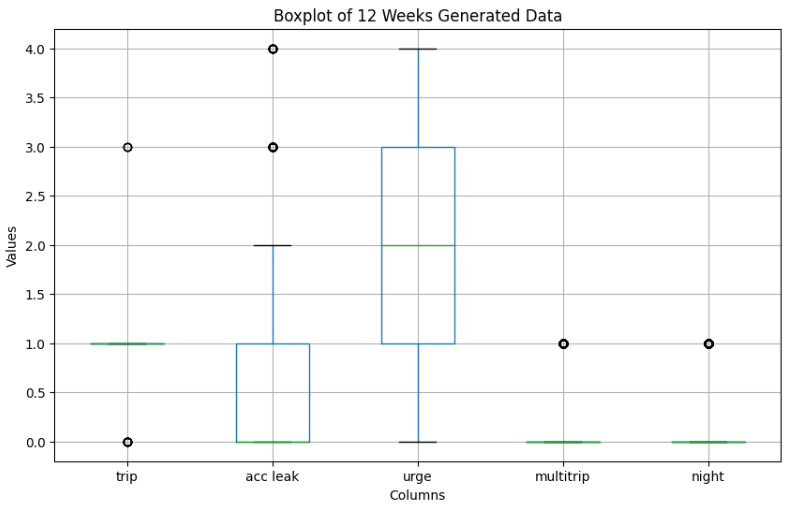 Boxplot of 12 Weeks Generated Data
4.0
3.5
3.0
2.5
2.0
1.5
1.0
0.5
0.0
Values
trip acc leak urge multitrip night
Columns